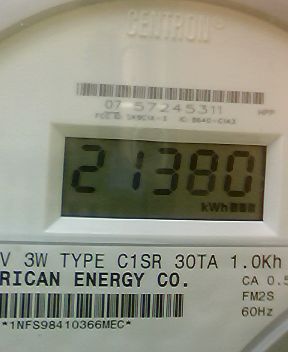 CENTRON®
07 57245311
HPP
21380
kWh
V 3W TYPE C1SR 30TA 1.0Kh
RICAN ENERGY CO.
CA 0.5
FM2S
60Hz
*1NFS98410366MEC*